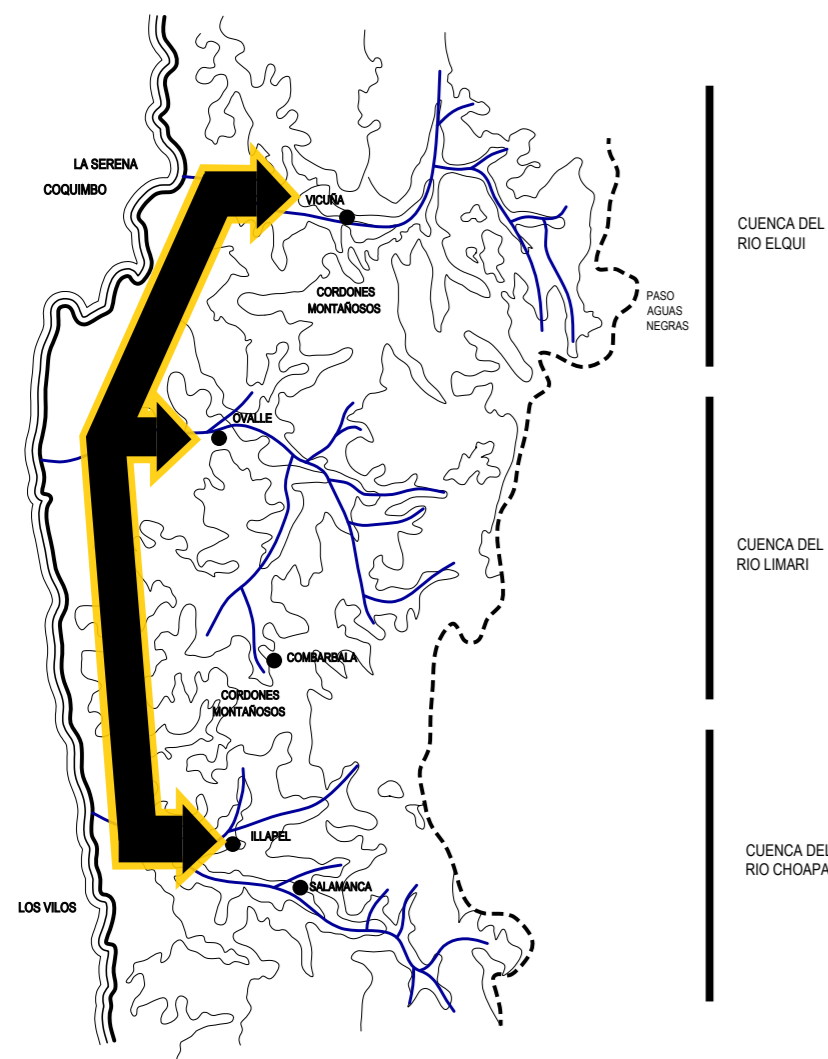 LA SERENA
COQUIMBO
VICUÑA
CUENCA DEL
RIO ELQUI
CORDONES
MONTAÑOSOS
PASO
AGUAS
NEGRAS
OVALLE
CUENCA DEL
RIO LIMARI
COMBARBALA
CORDONES
MONTAÑOSOS
ILLAPEL
CUENCA DEL
RIO CHOAPA
SALAMANCA
LOS VILOS